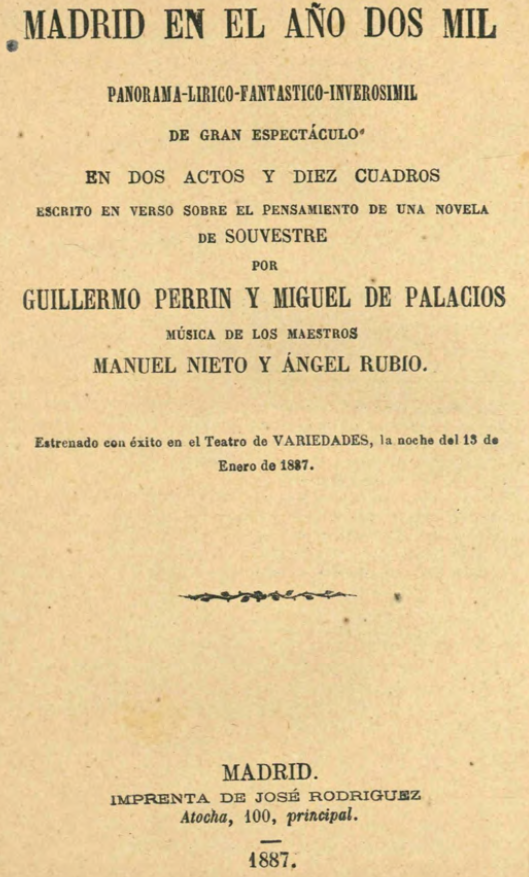 MADRID EN EL AÑO DOS MIL
PANORAMA-LIRICO-FANTASTICO-INVEROSIMIL
DE GRAN ESPECTÁCULO
EN DOS ACTOS Y DIEZ CUADROS
ESCRITO EN VERSO SOBRE EL PENSAMIENTO DE UNA NOVELA
DE SOUVESTRE
POR
GUILLERMO PERRIN Y MIGUEL DE PALACIOS
MÚSICA DE LOS MAESTROS
MANUEL NIETO Y ÁNGEL RUBIO.
Estrenado con éxito en el Teatro de VARIEDADES, la noche del 13 de
Enero de 1887.
MADRID.
IMPRENTA DE JOSÉ RODRIGUEZ
Atocha, 100, principal.
1887.